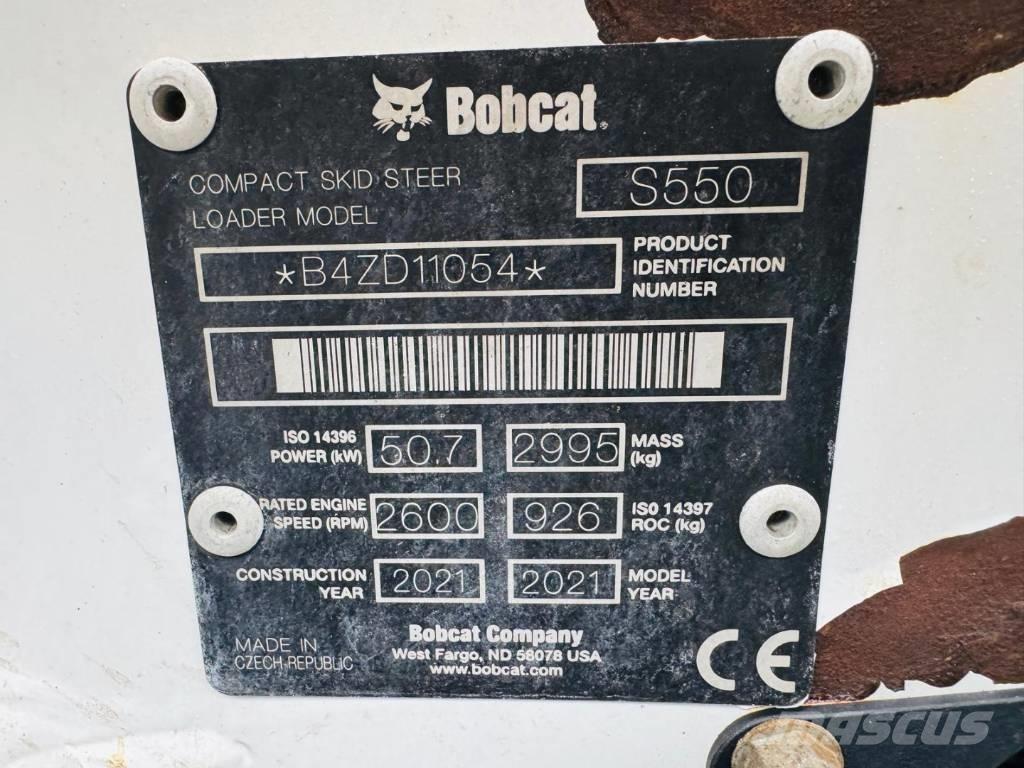 Bobcat.
COMPACT SKID STEER
LOADER MODEL
S550
*B4ZD11054*
PRODUCT
IDENTIFICATION
NUMBER
ISO 14396
POWER (kW)
50.7
2995
MASS
(kg)
RATED ENGINE
SPEED (RPM)
2600
926
ISO 14397
ROC (kg)
CONSTRUCTION
YEAR
2021
2021
MODEL
YEAR
MADE IN
CZECH-REPUBLIC
Bobcat Company
West Fargo, ND 58078 USA
www.bobcat.com
CE
MASCUS